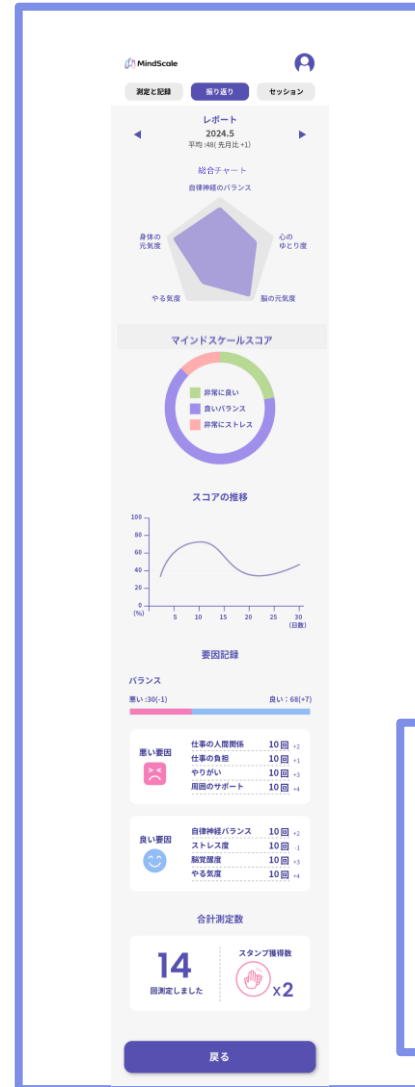 MindScale
測定と記録 振り返り セッション
レポート
2024.5
平均:48( 先月比 +1)
総合チャート
自律神経のバランス
身体の
元気度
心の
ゆとり度
やる気度
脳の元気度
マインドスケールスコア
非常に良い
良いバランス
非常にストレス
スコアの推移
100
80
60
40
20
0
(%)
5 10 15 20 25 30
(日数)
要因記録
バランス
悪い:30(-1) 良い:68(+7)
悪い要因
仕事の人間関係 10回 +2
仕事の負担 10回 +1
やりがい 10回 +3
周囲のサポート 10回 +4
良い要因
自律神経バランス 10回 +2
ストレス度 10回 -1
脳覚醒度 10回 +3
やる気度 10回 +4
合計測定数
14
回測定しました
スタンプ獲得数
x2
戻る